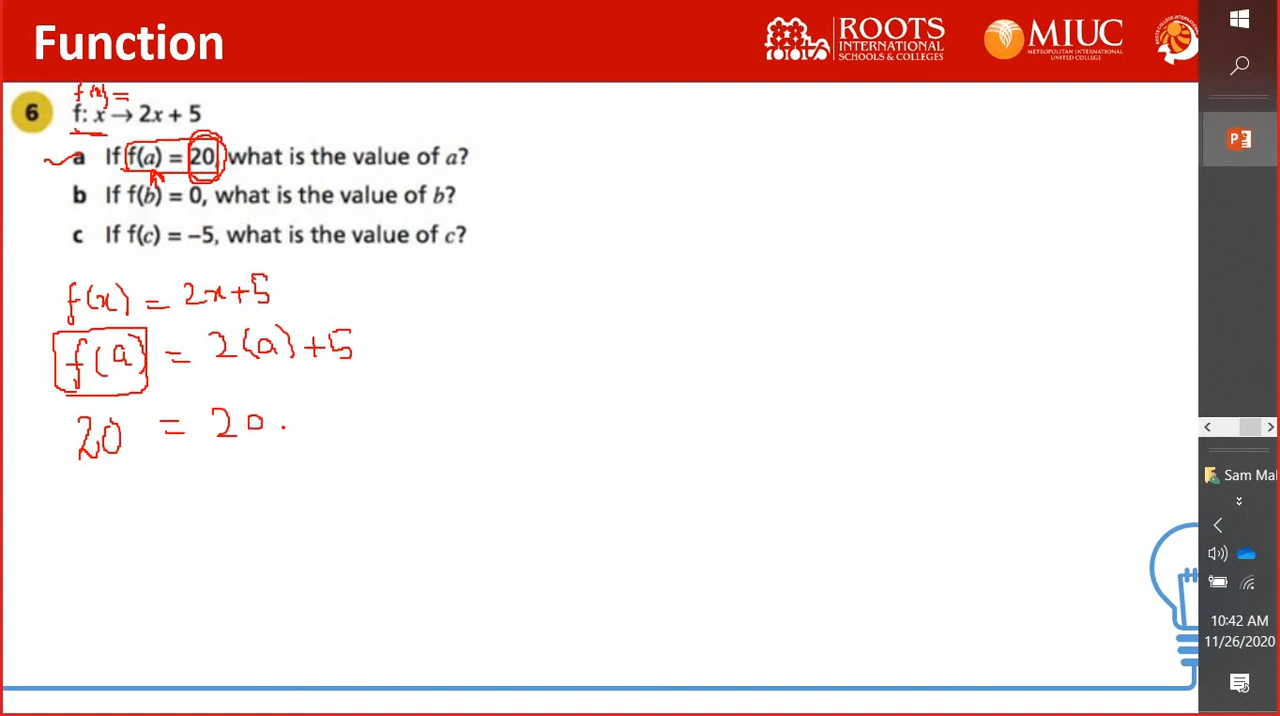 Function
ROOTS
INTERNATIONAL
SCHOOLS & COLLEGES
MIUC
METROPOLITAN INTERNATIONAL
UNITED COLLEGE
f(x) =
6 f: x → 2x + 5
a If f(a) = 20, what is the value of a?
b If f(b) = 0, what is the value of b?
c If f(c) = –5, what is the value of c?
f(x) = 2x+5
f(a) = 2(a)+5
20 = 20.
Sam Mal
10:42 AM
11/26/2020